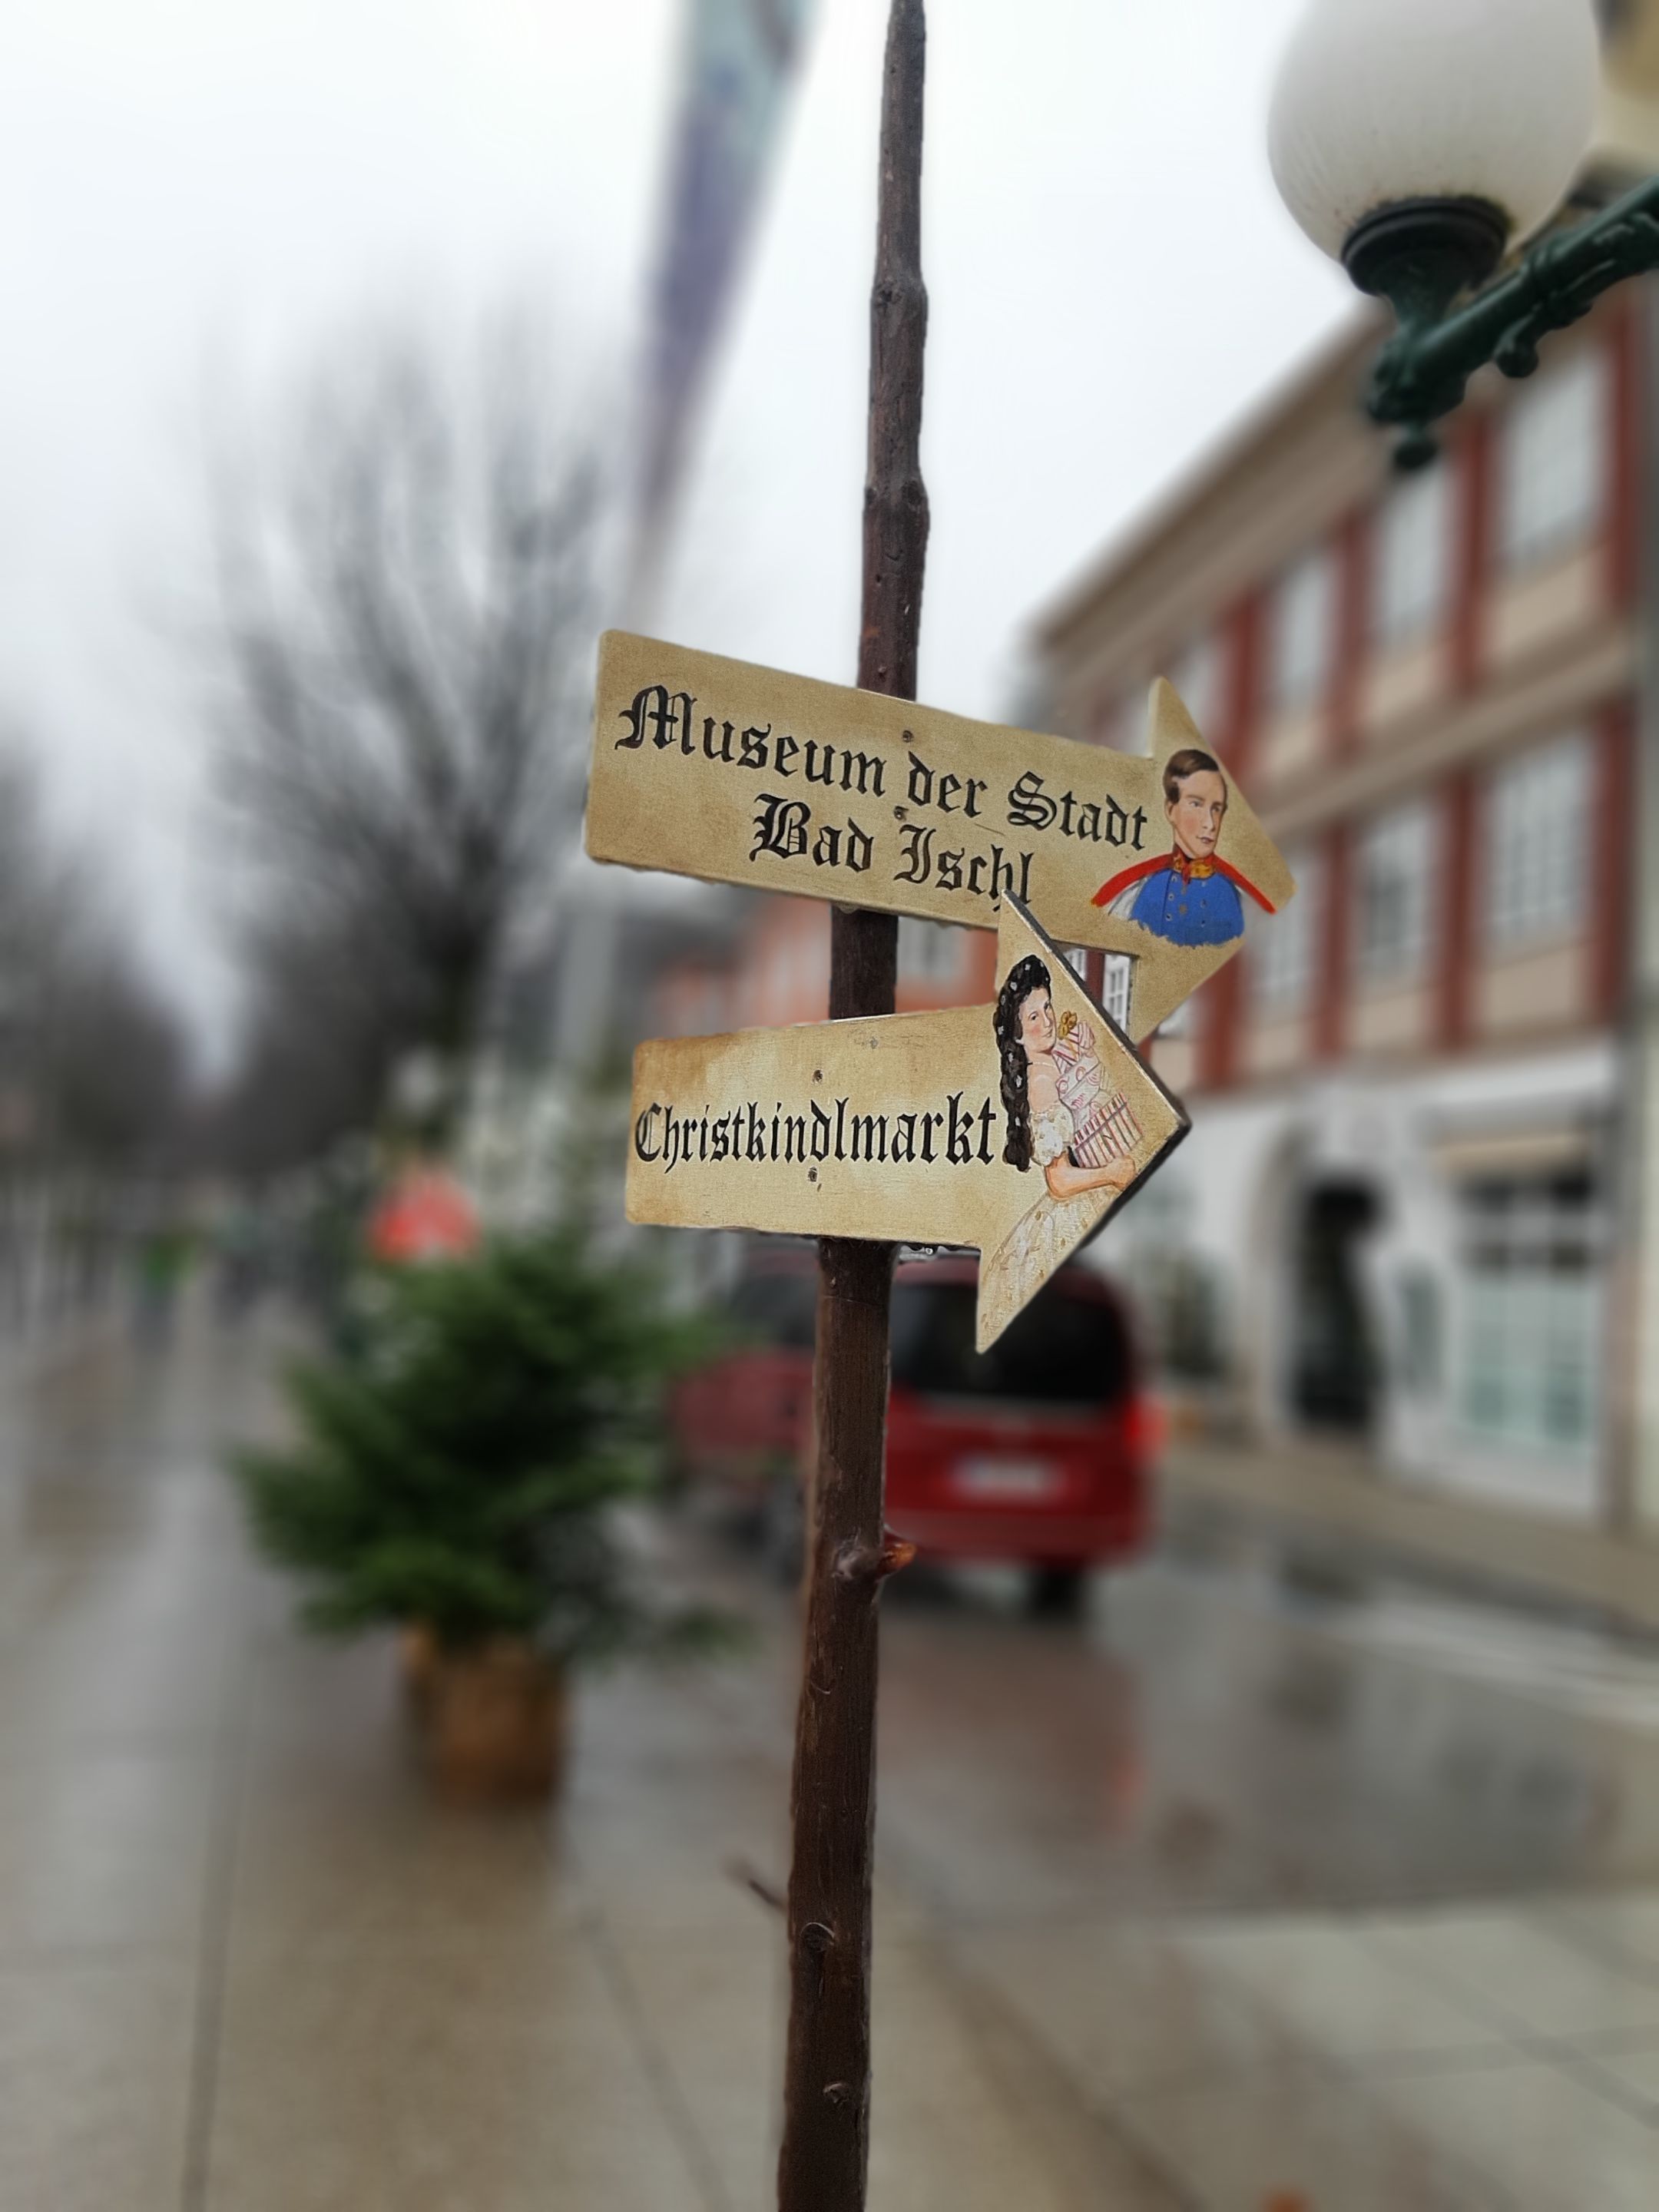 Museum der Stadt
Bad Ischl
Christkindlmarkt